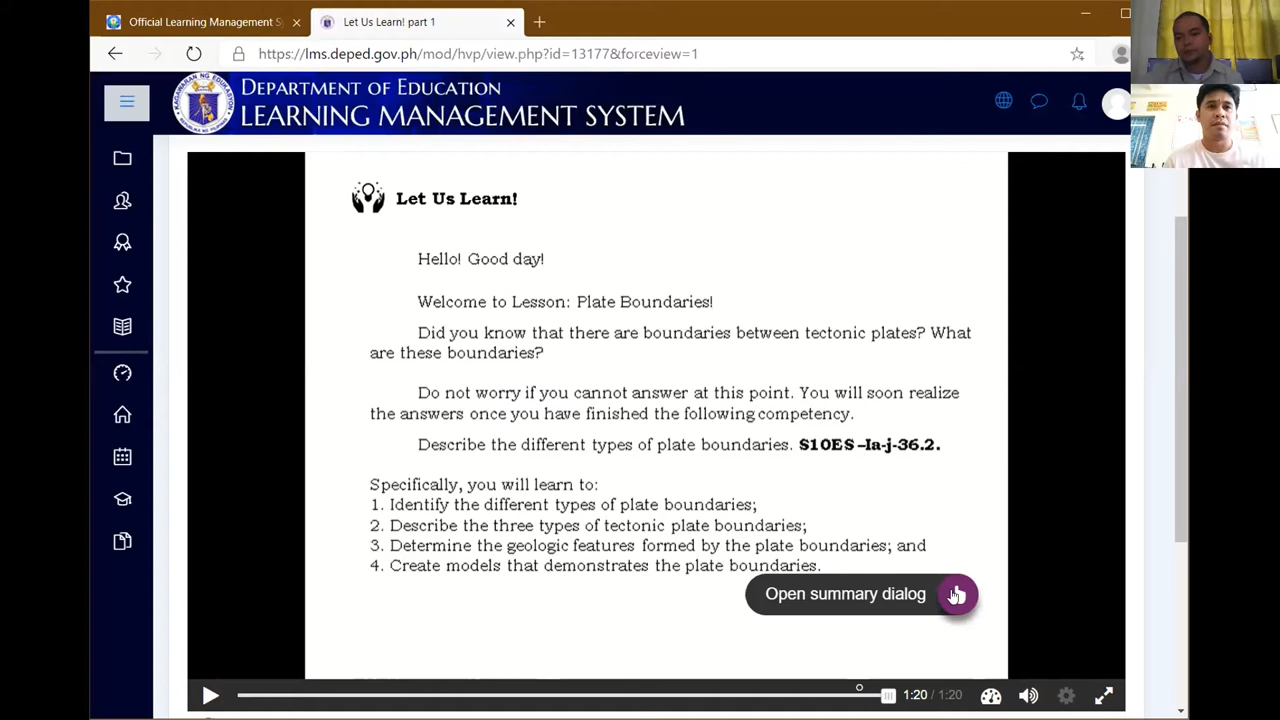 Official Learning Management S
Let Us Learn! part 1
https://lms.deped.gov.ph/mod/hvp/view.php?id=13177&forceview=1
DEPARTMENT OF EDUCATION
LEARNING MANAGEMENT SYSTEM
Let Us Learn!
Hello! Good day!
Welcome to Lesson: Plate Boundaries!
Did you know that there are boundaries between tectonic plates? What
are these boundaries?
Do not worry if you cannot answer at this point. You will soon realize
the answers once you have finished the following competency.
Describe the different types of plate boundaries. S10ES –Ia-j-36.2.
Specifically, you will learn to:
1. Identify the different types of plate boundaries;
2. Describe the three types of tectonic plate boundaries;
3. Determine the geologic features formed by the plate boundaries; and
4. Create models that demonstrates the plate boundaries.
Open summary dialog
1:20 / 1:20